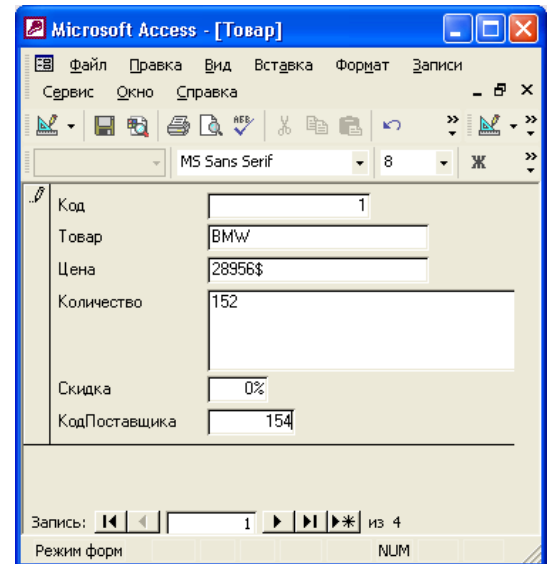 Microsoft Access - [Товар]
Файл Правка Вид Вставка Формат Записи
Сервис Окно Справка
MS Sans Serif 8 Ж
Код 1
Товар BMW
Цена 28956$
Количество 152
Скидка 0%
КодПоставщика 154
Запись: 1 из 4
Режим форм NUM